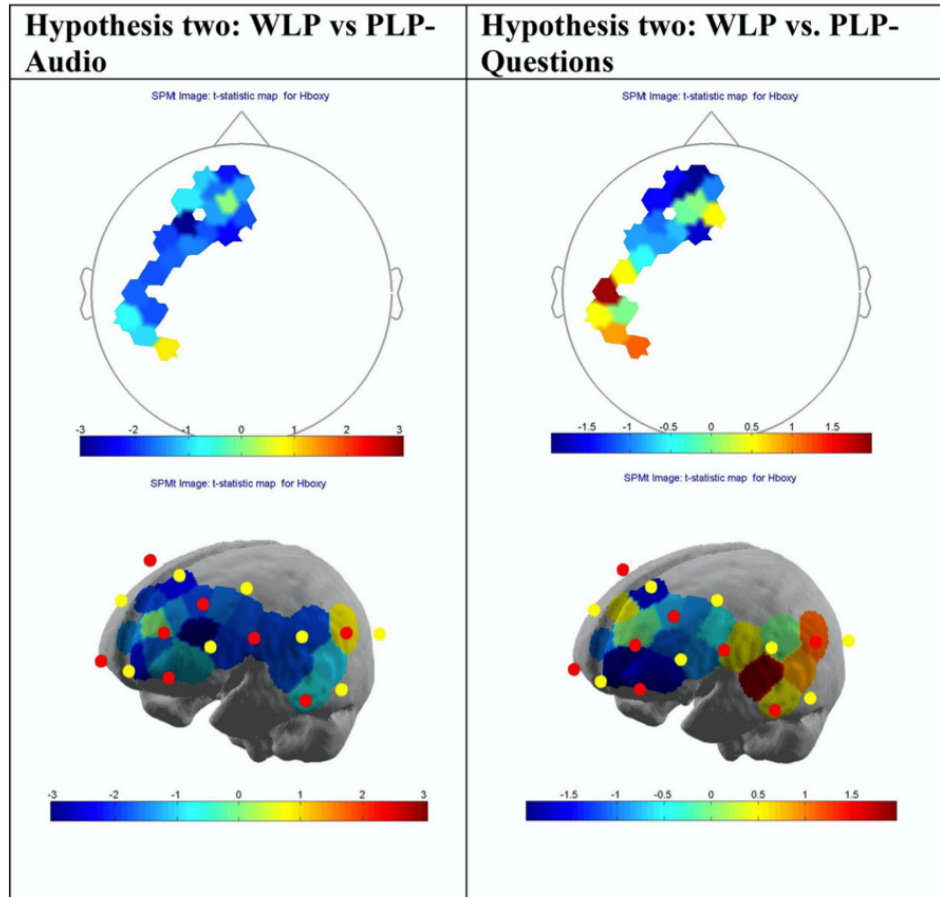 Hypothesis two: WLP vs PLP-
Audio
Hypothesis two: WLP vs. PLP-
Questions
SPMt Image: t-statistic map for Hboxy
SPMt Image: t-statistic map for Hboxy
-3 -2 -1 0 1 2 3
-1.5 -1 -0.5 0 0.5 1 1.5
SPMt Image: t-statistic map for Hboxy
SPMt Image: t-statistic map for Hboxy
-3 -2 -1 0 1 2 3
-1.5 -1 -0.5 0 0.5 1 1.5